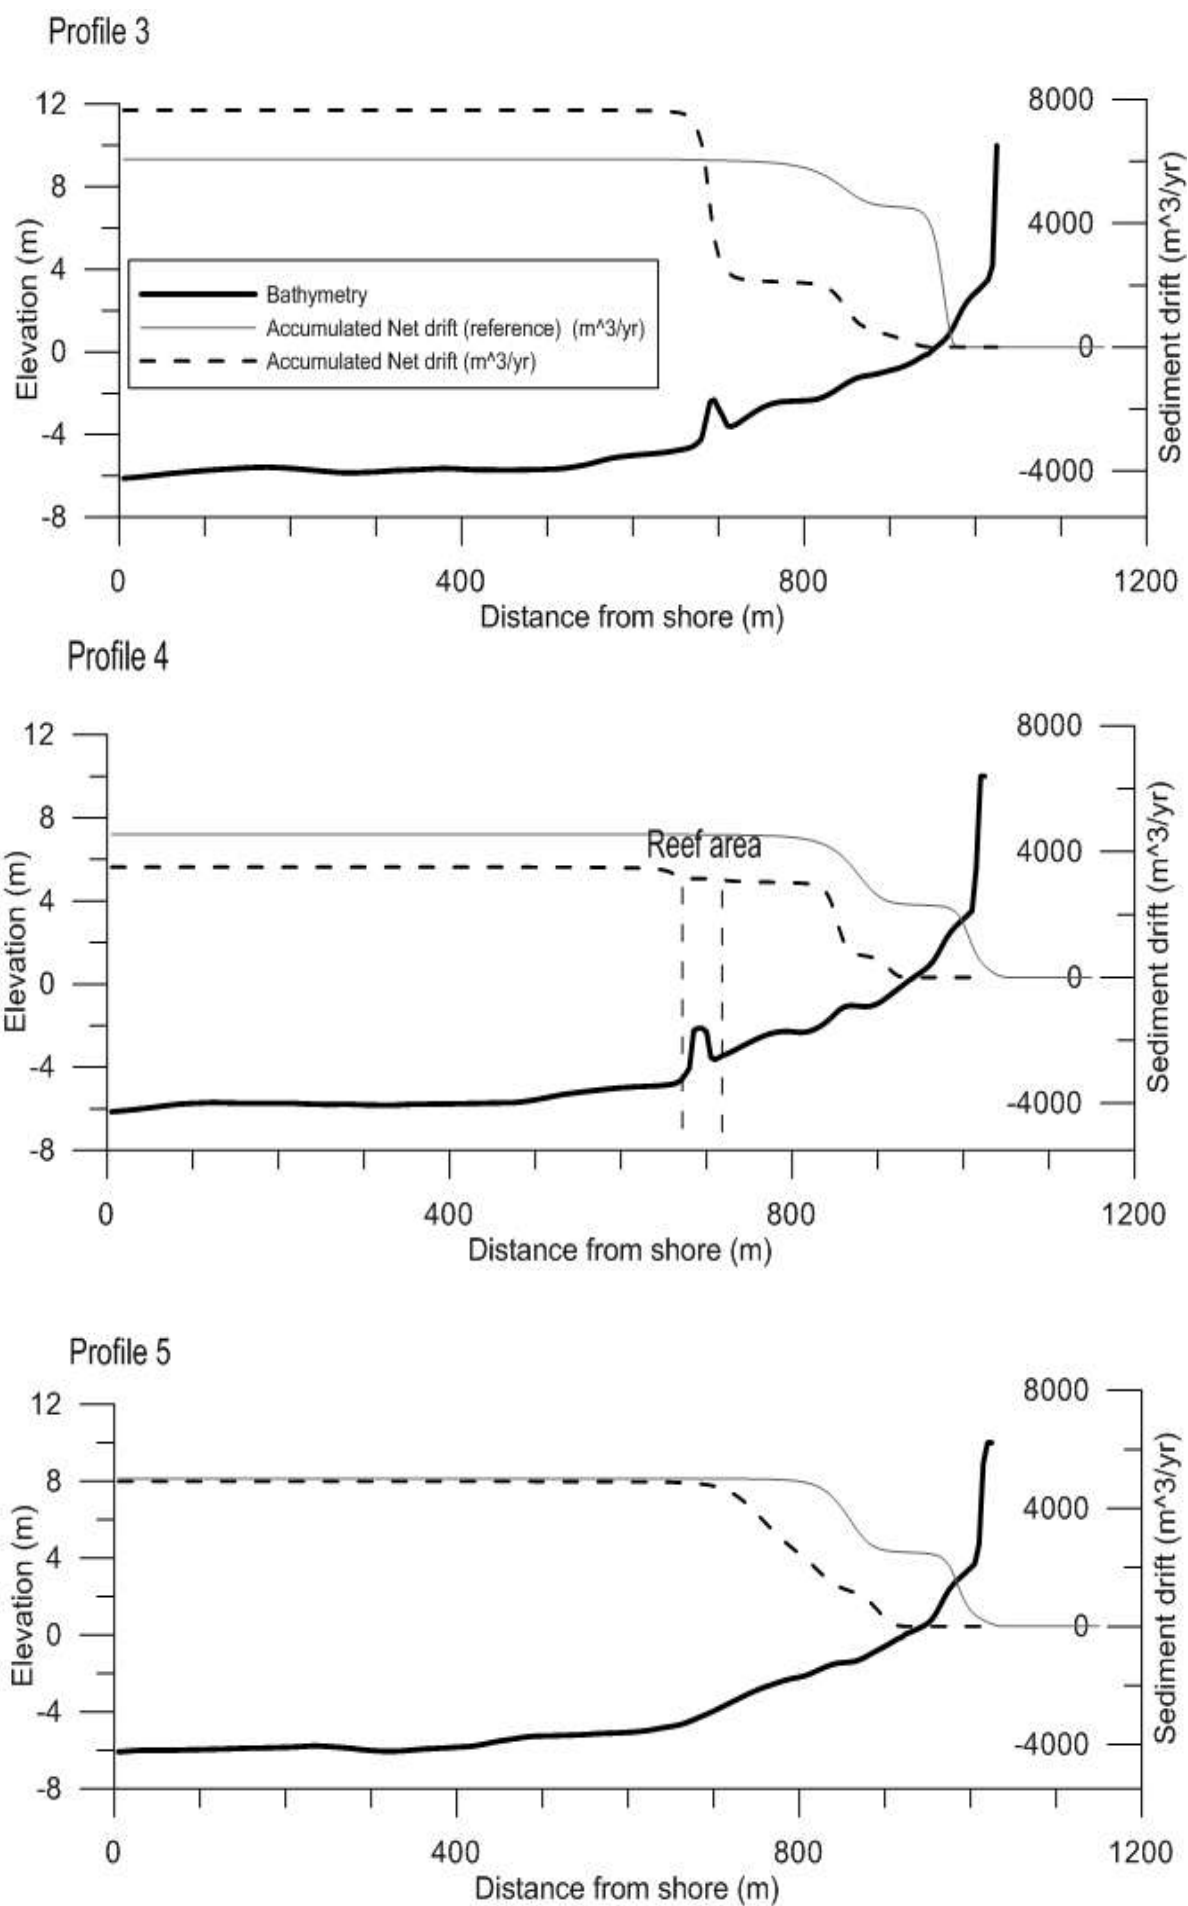 Profile 3
12
8000
8
4000
4
0
0
-4
-4000
-8
Elevation (m)
Sediment drift (m^3/yr)
Bathymetry
Accumulated Net drift (reference) (m^3/yr)
Accumulated Net drift (m^3/yr)
0 400 800 1200
Distance from shore (m)
Profile 4
12
8000
8
Reef area
4000
4
0
0
-4
-4000
-8
Elevation (m)
Sediment drift (m^3/yr)
0 400 800 1200
Distance from shore (m)
Profile 5
12
8000
8
4000
4
0
0
-4
-4000
-8
Elevation (m)
Sediment drift (m^3/yr)
0 400 800 1200
Distance from shore (m)